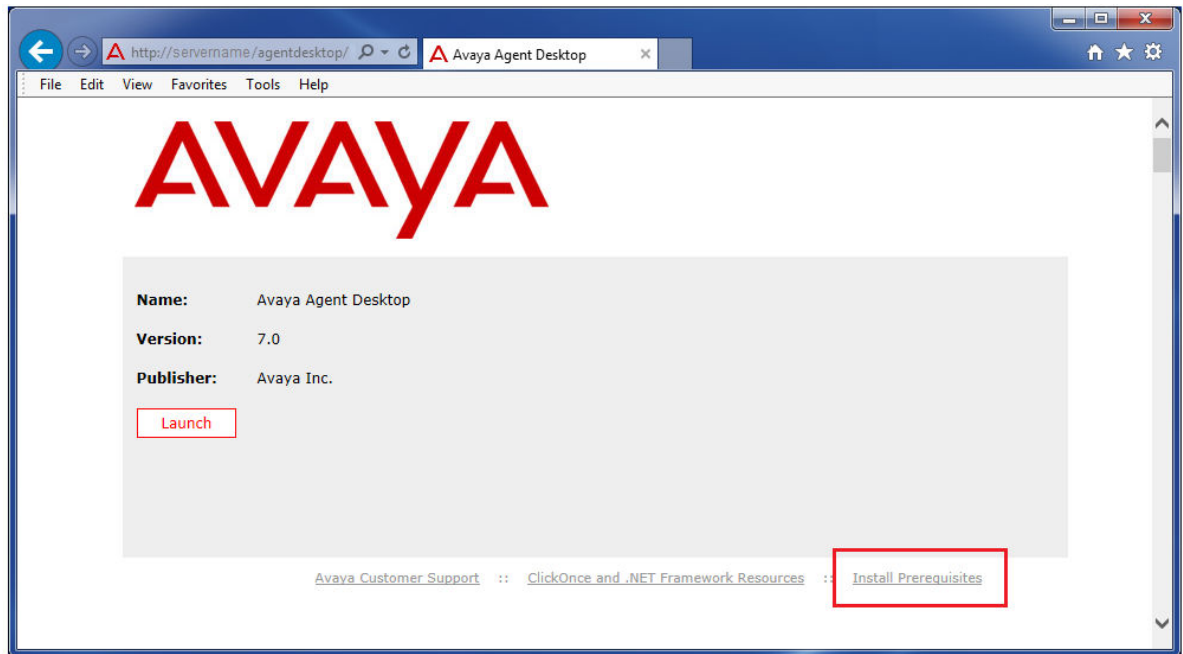 http://servername/agentdesktop/
Avaya Agent Desktop
File Edit View Favorites Tools Help
AVAYA
Name: Avaya Agent Desktop
Version: 7.0
Publisher: Avaya Inc.
Launch
Avaya Customer Support :: ClickOnce and .NET Framework Resources :: Install Prerequisites